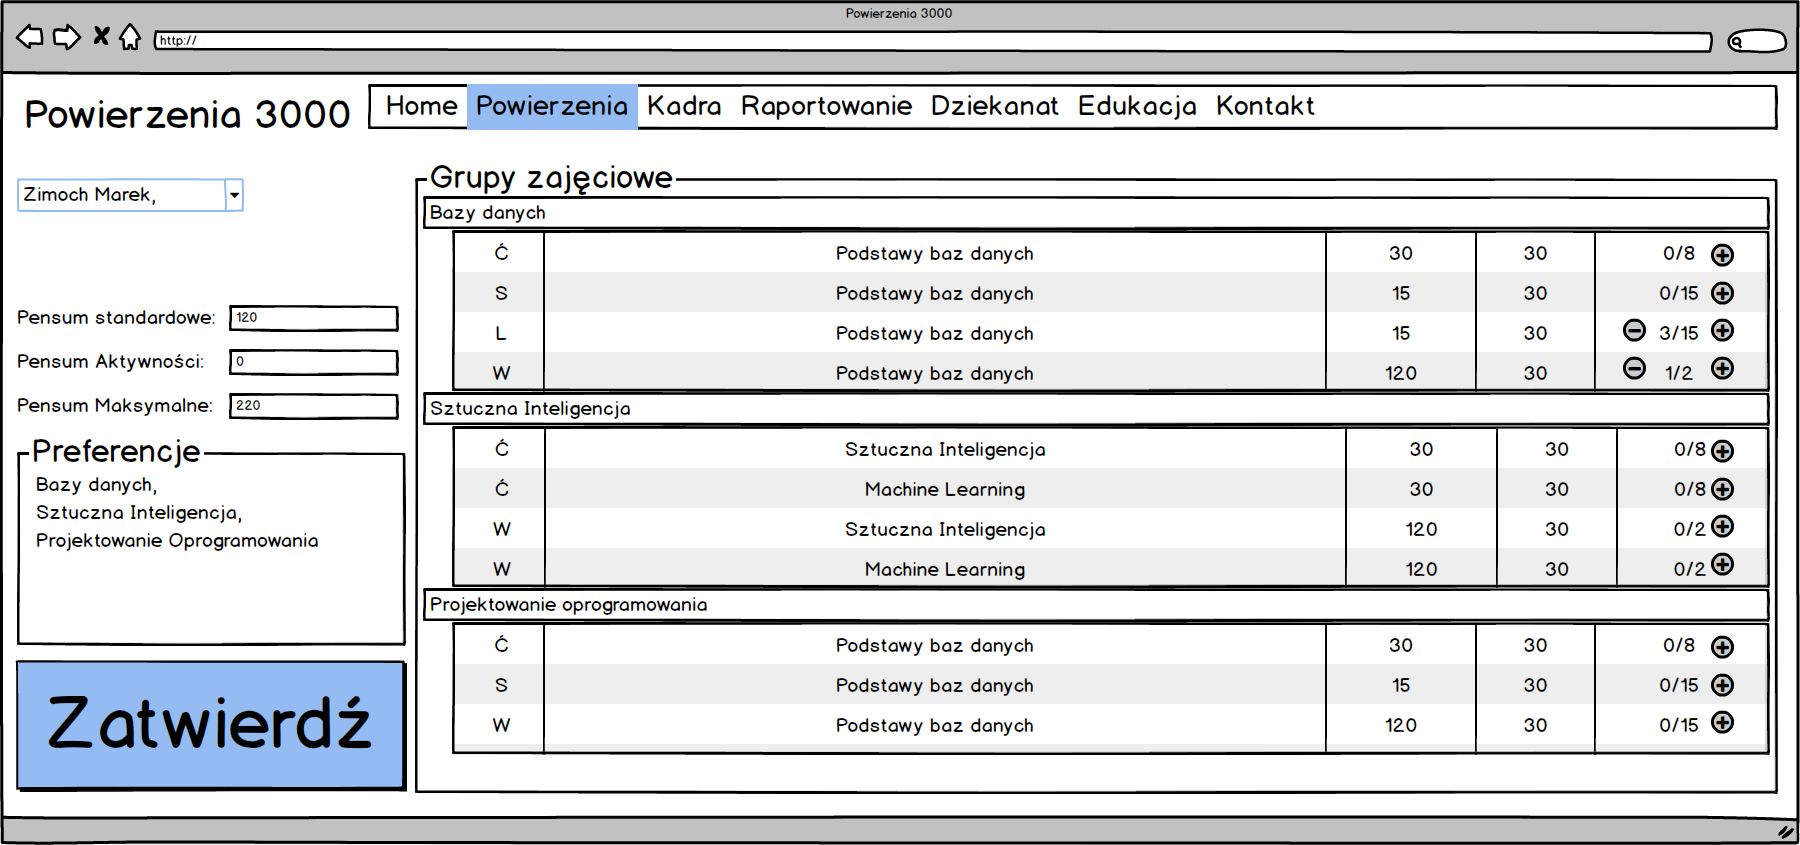 Powierzenia 3000
http://
Powierzenia 3000
Home Powierzenia Kadra Raportowanie Dziekanat Edukacja Kontakt
Zimoch Marek,
Pensum standardowe: 120
Pensum Aktywności: 0
Pensum Maksymalne: 220
Preferencje
Bazy danych,
Sztuczna Inteligencja,
Projektowanie Oprogramowania
Zatwierdź
Grupy zajęciowe
Bazy danych
Ć Podstawy baz danych 30 30 0/8
S Podstawy baz danych 15 30 0/15
L Podstawy baz danych 15 30 3/15
W Podstawy baz danych 120 30 1/2
Sztuczna Inteligencja
Ć Sztuczna Inteligencja 30 30 0/8
Ć Machine Learning 30 30 0/8
W Sztuczna Inteligencja 120 30 0/2
W Machine Learning 120 30 0/2
Projektowanie oprogramowania
Ć Podstawy baz danych 30 30 0/8
S Podstawy baz danych 15 30 0/15
W Podstawy baz danych 120 30 0/15